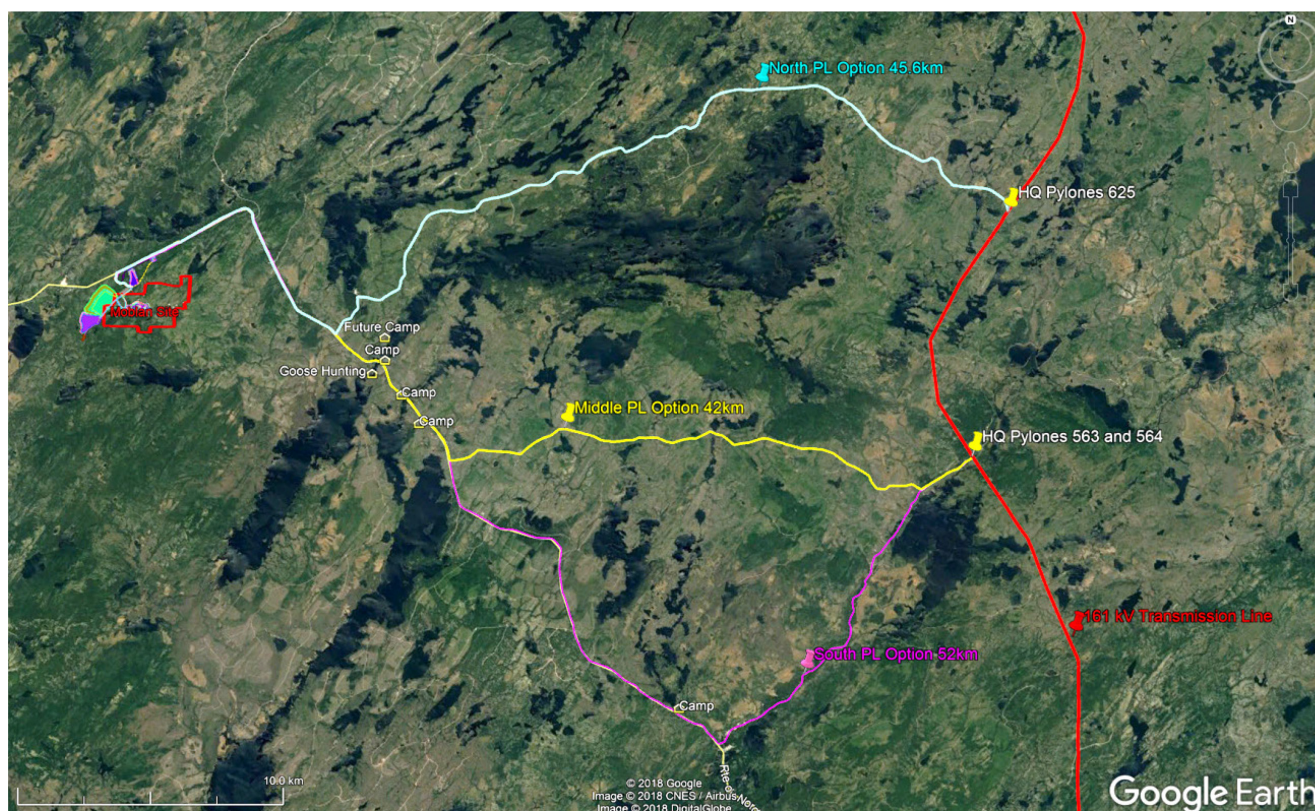 N
North PL Option 45.6km
HQ Pylones 625
Moblan Site
Future Camp
Camp
Goose Hunting
Camp
Camp
Middle PL Option 42km
HQ Pylones 563 and 564
161 kV Transmission Line
South PL Option 52km
Camp
10.0 km
© 2018 Google
Image © 2018 CNES / Airbus
Image © 2018 DigitalGlobe
Google Earth